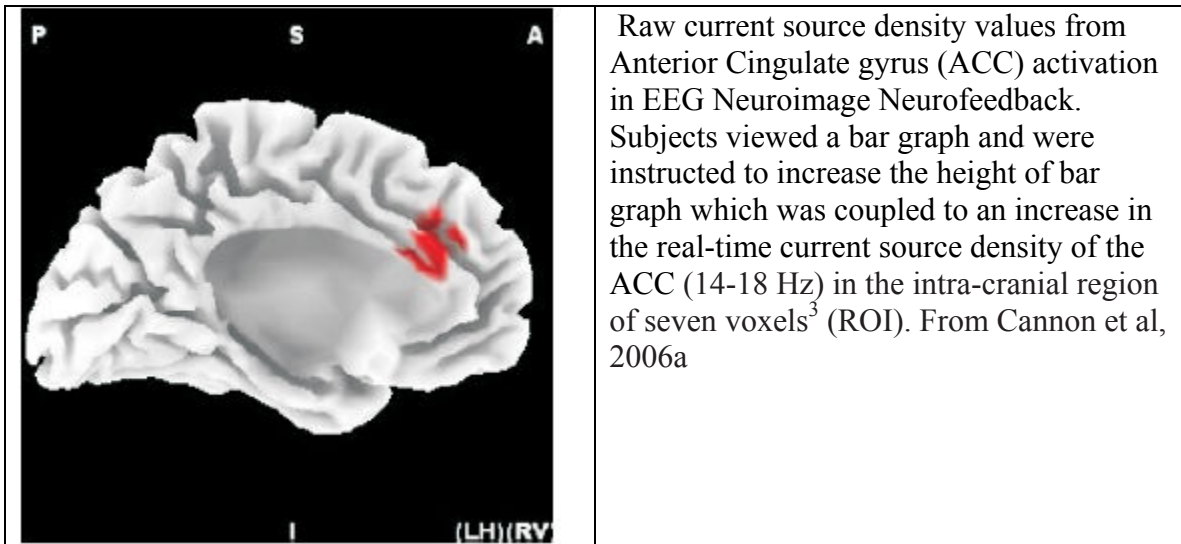 P S A
I (LH)(RV)
Raw current source density values from
Anterior Cingulate gyrus (ACC) activation
in EEG Neuroimage Neurofeedback.
Subjects viewed a bar graph and were
instructed to increase the height of bar
graph which was coupled to an increase in
the real-time current source density of the
ACC (14-18 Hz) in the intra-cranial region
of seven voxels³ (ROI). From Cannon et al,
2006a